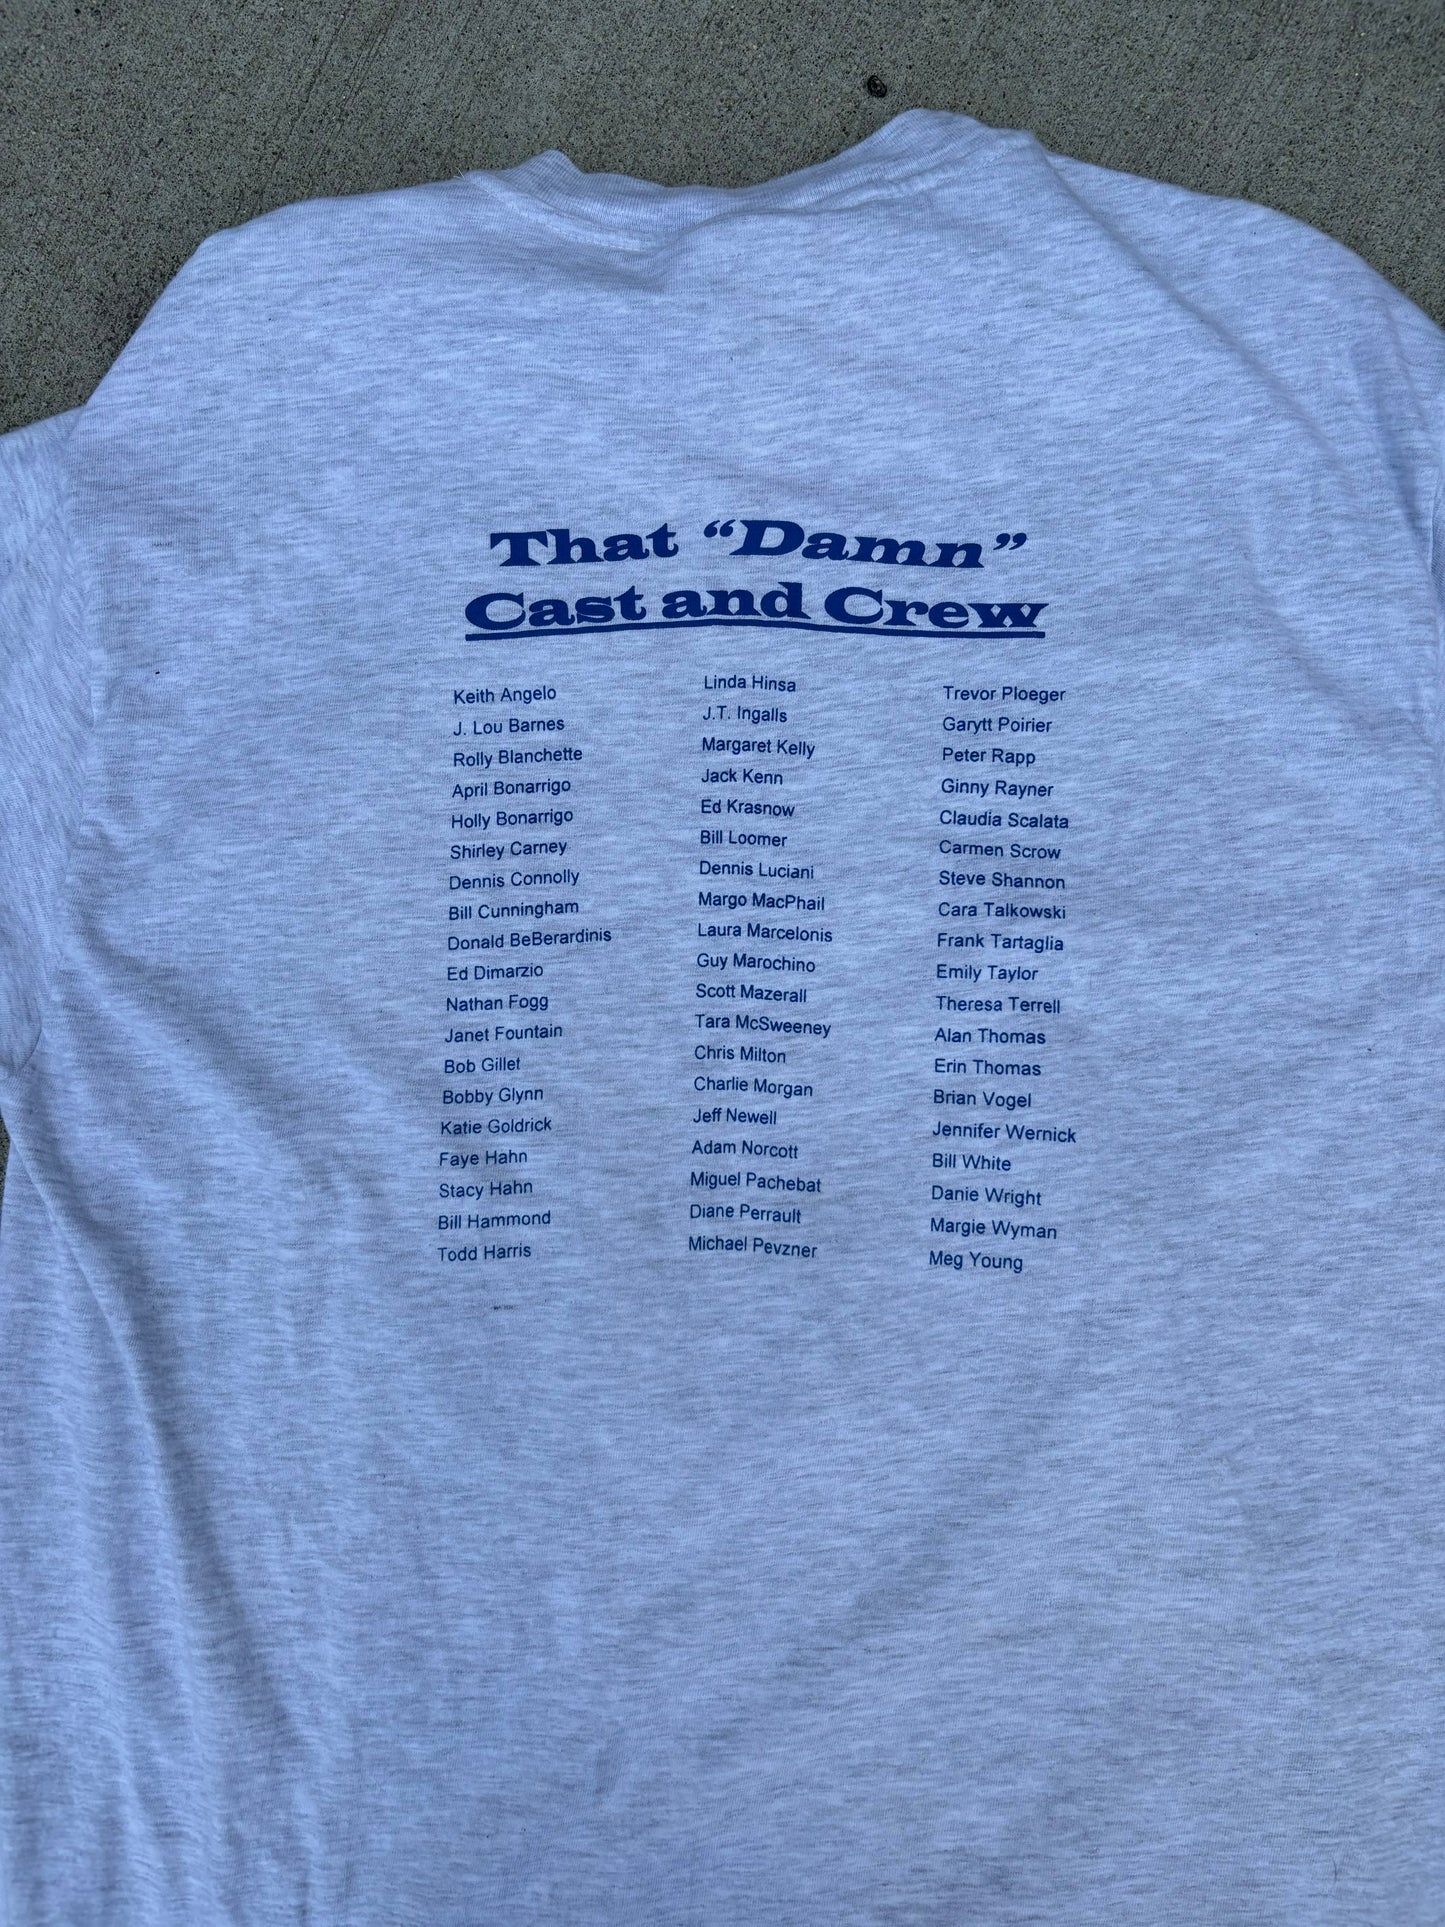 That “Damn”
Cast and Crew
Keith Angelo
J. Lou Barnes
Rolly Blanchette
April Bonarrigo
Holly Bonarrigo
Shirley Carney
Dennis Connolly
Bill Cunningham
Donald BeBerardinis
Ed Dimarzio
Nathan Fogg
Janet Fountain
Bob Gillet
Bobby Glynn
Katie Goldrick
Faye Hahn
Stacy Hahn
Bill Hammond
Todd Harris
Linda Hinsa
J.T. Ingalls
Margaret Kelly
Jack Kenn
Ed Krasnow
Bill Loomer
Dennis Luciani
Margo MacPhail
Laura Marcelonis
Guy Marochino
Scott Mazerall
Tara McSweeney
Chris Milton
Charlie Morgan
Jeff Newell
Adam Norcott
Miguel Pachebat
Diane Perrault
Michael Pevzner
Trevor Ploeger
Garytt Poirier
Peter Rapp
Ginny Rayner
Claudia Scalata
Carmen Scrow
Steve Shannon
Cara Talkowski
Frank Tartaglia
Emily Taylor
Theresa Terrell
Alan Thomas
Erin Thomas
Brian Vogel
Jennifer Wernick
Bill White
Danie Wright
Margie Wyman
Meg Young